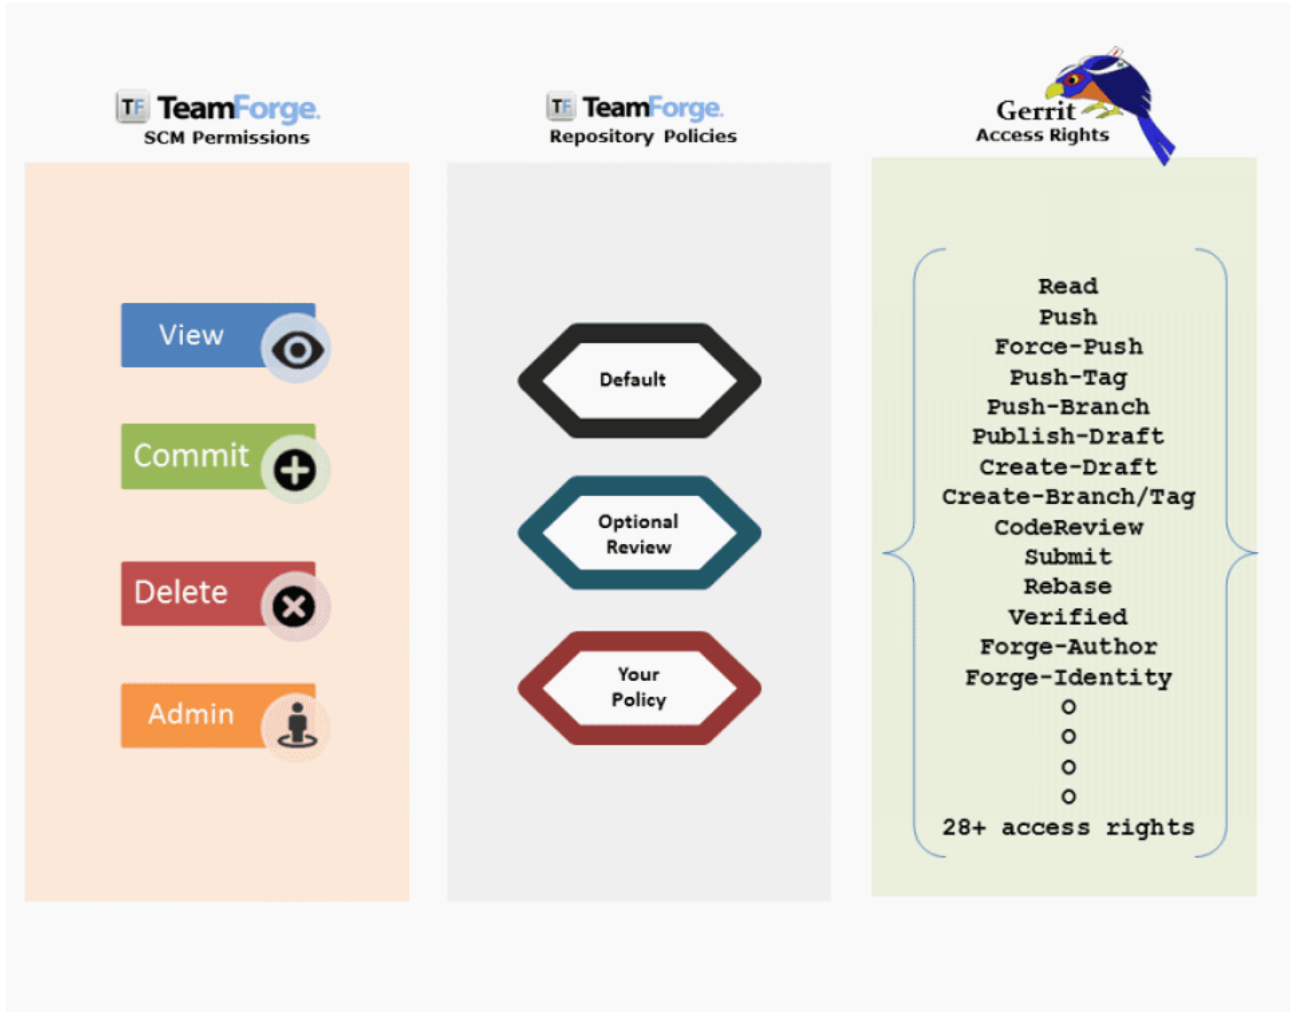 TF TeamForge.
SCM Permissions
View
Commit
Delete
Admin
TF TeamForge.
Repository Policies
Default
Optional
Review
Your
Policy
Gerrit
Access Rights
Read
Push
Force-Push
Push-Tag
Push-Branch
Publish-Draft
Create-Draft
Create-Branch/Tag
CodeReview
Submit
Rebase
Verified
Forge-Author
Forge-Identity
28+ access rights